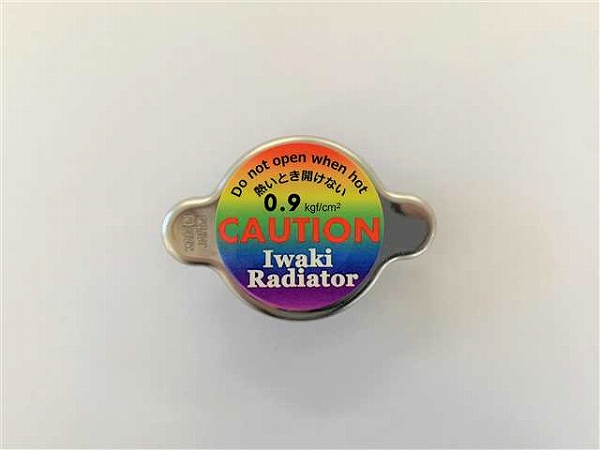 Do not open when hot
熱いとき開けない
0.9 kgf/cm²
CAUTION
Iwaki
Radiator